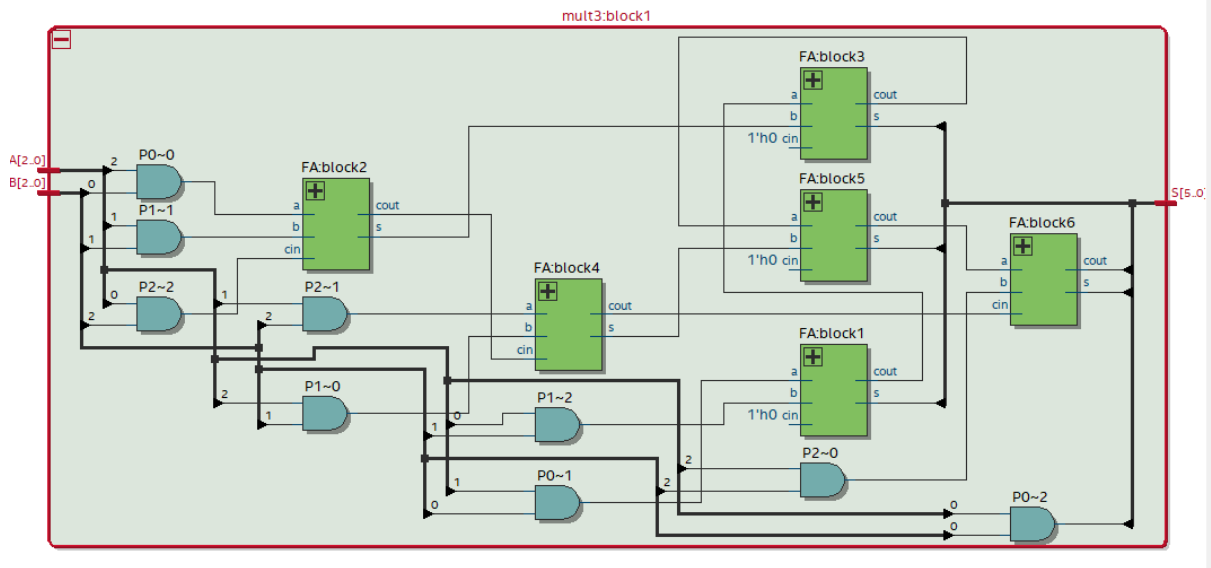 mult3:block1
A[2..0]
B[2..0]
S[5..0]
P0~0
2
0
P1~1
1
1
P2~2
0
2
FA:block2
a
b
cin
cout
s
P2~1
1
2
P1~0
2
1
FA:block4
a
b
cin
cout
s
P1~2
0
1
P0~1
1
0
FA:block3
a
b
1'h0 cin
cout
s
FA:block5
a
b
1'h0 cin
cout
s
FA:block1
a
b
1'h0 cin
cout
s
P2~0
2
2
FA:block6
a
b
cin
cout
s
P0~2
0
0